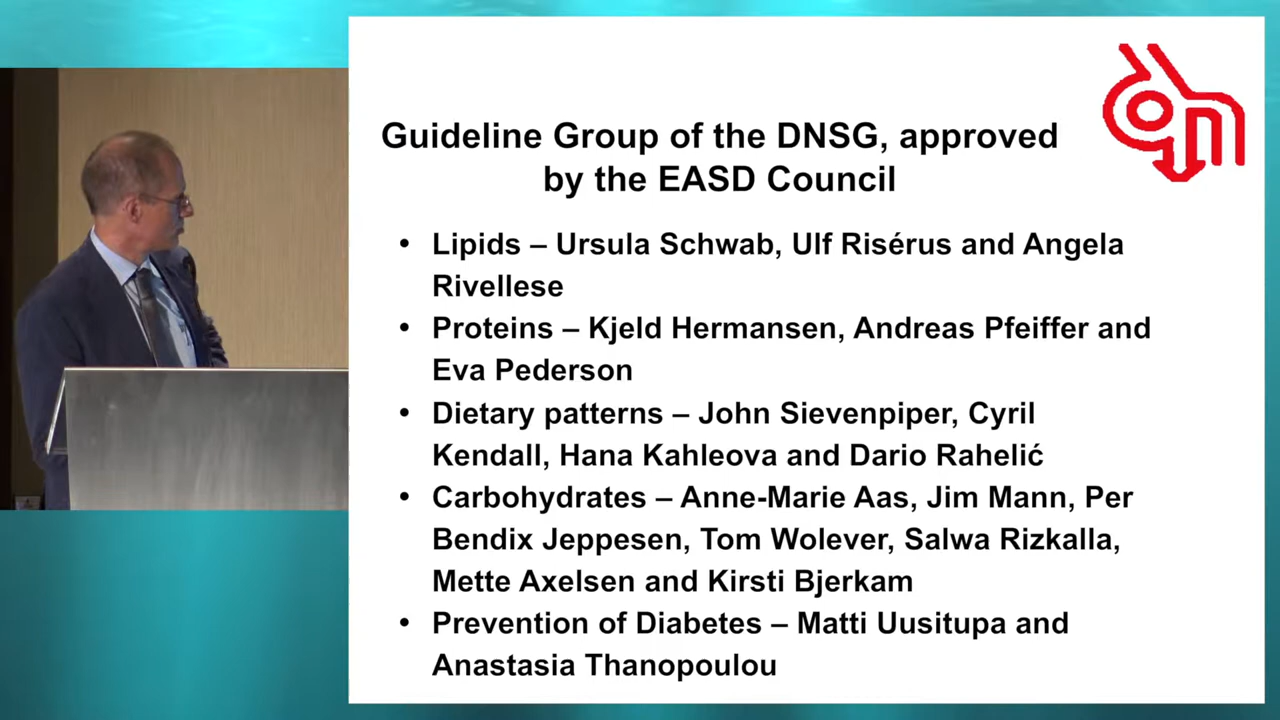 Guideline Group of the DNSG, approved
by the EASD Council
• Lipids – Ursula Schwab, Ulf Risérus and Angela
Rivellese
• Proteins – Kjeld Hermansen, Andreas Pfeiffer and
Eva Pederson
• Dietary patterns – John Sievenpiper, Cyril
Kendall, Hana Kahleova and Dario Rahelić
• Carbohydrates – Anne-Marie Aas, Jim Mann, Per
Bendix Jeppesen, Tom Wolever, Salwa Rizkalla,
Mette Axelsen and Kirsti Bjerkam
• Prevention of Diabetes – Matti Uusitupa and
Anastasia Thanopoulou